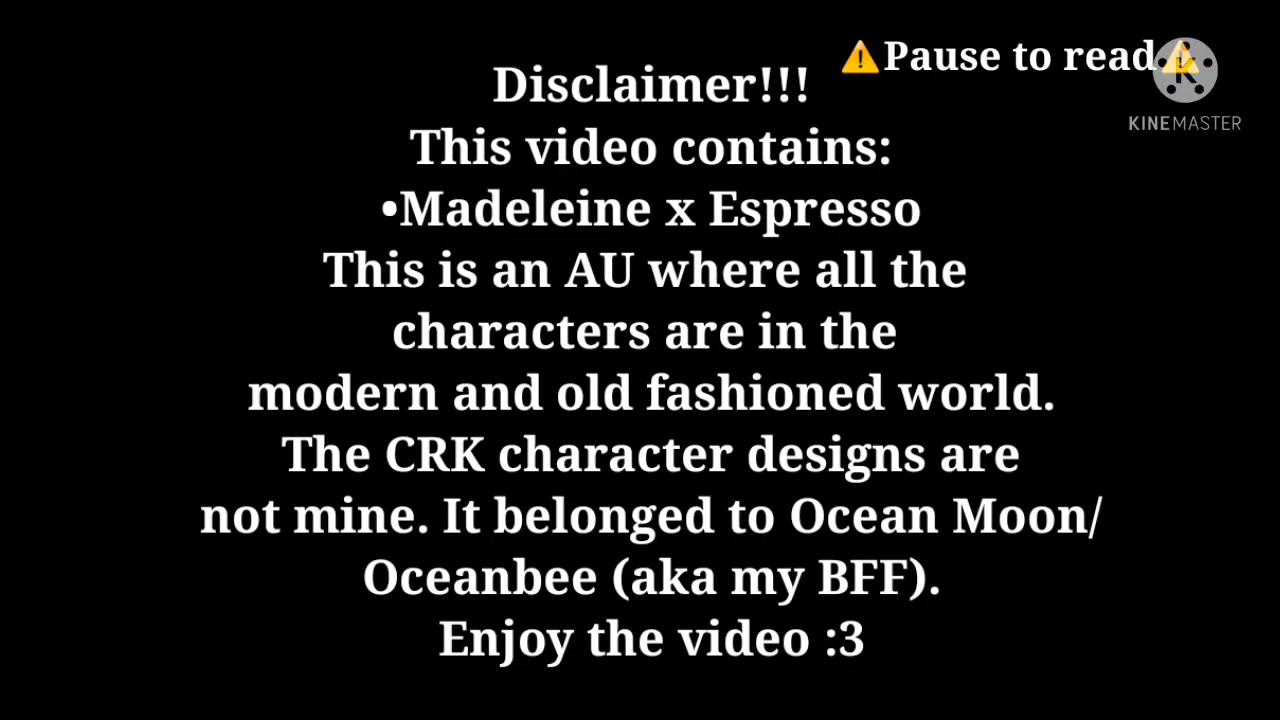 ⚠️Pause to read⚠️
KINEMASTER
Disclaimer!!!
This video contains:
•Madeleine x Espresso
This is an AU where all the
characters are in the
modern and old fashioned world.
The CRK character designs are
not mine. It belonged to Ocean Moon/
Oceanbee (aka my BFF).
Enjoy the video :3